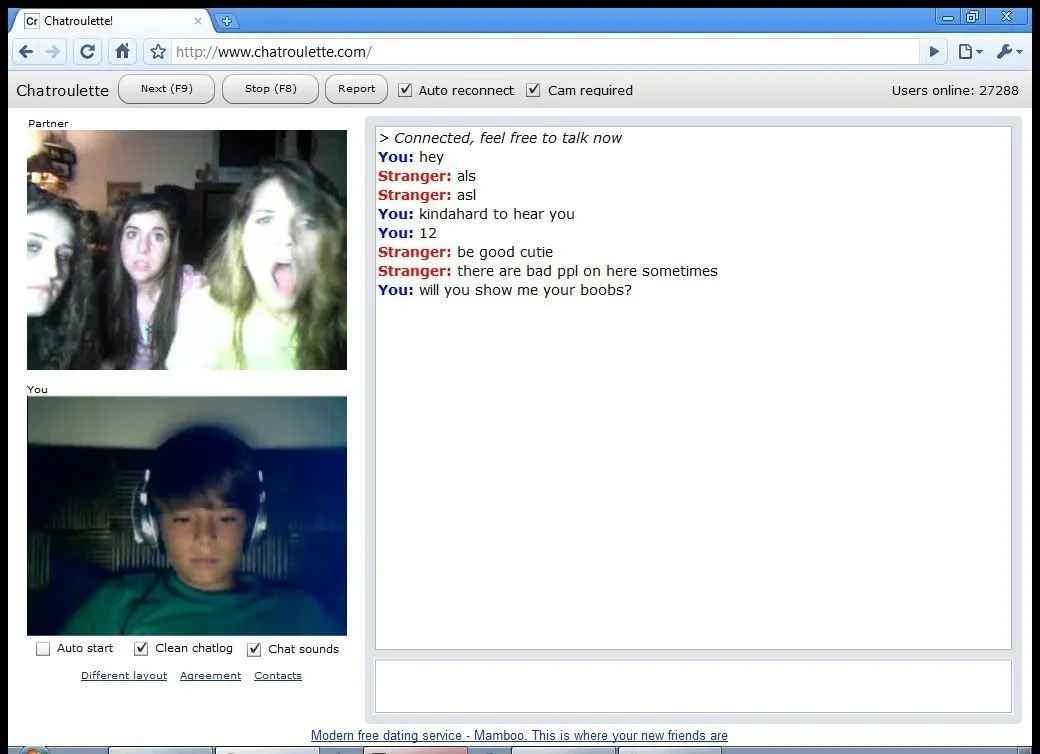 Cr Chatroulette!
http://www.chatroulette.com/
Chatroulette Next (F9) Stop (F8) Report Auto reconnect Cam required Users online: 27288
Partner
> Connected, feel free to talk now
You: hey
Stranger: als
Stranger: asl
You: kindahard to hear you
You: 12
Stranger: be good cutie
Stranger: there are bad ppl on here sometimes
You: will you show me your boobs?
You
Auto start Clean chatlog Chat sounds
Different layout Agreement Contacts
Modern free dating service - Mamboo. This is where your new friends are